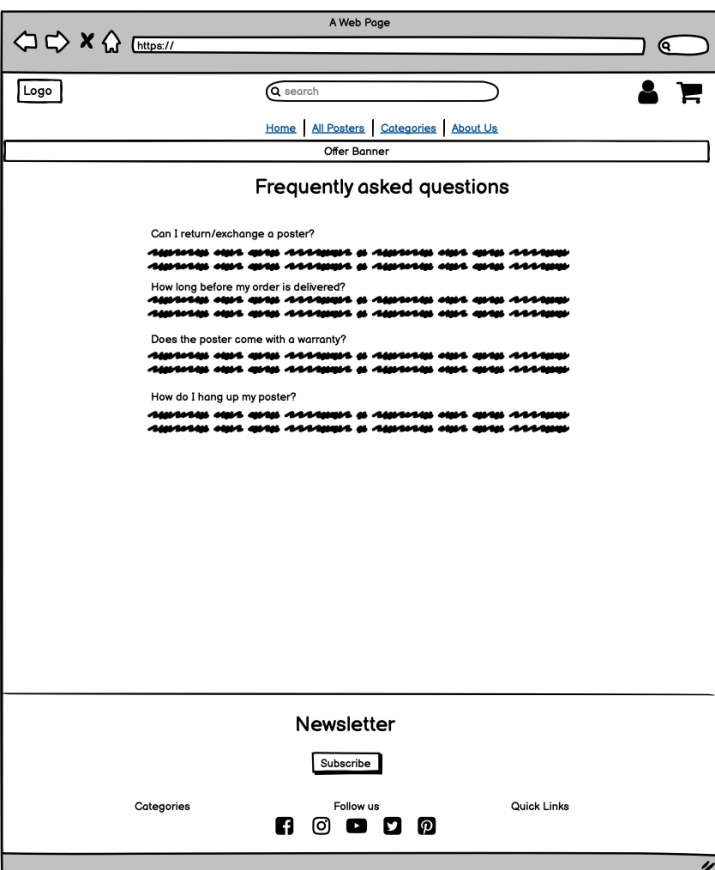 A Web Page
https://
Logo
search
Home | All Posters | Categories | About Us
Offer Banner
Frequently asked questions
Can I return/exchange a poster?
How long before my order is delivered?
Does the poster come with a warranty?
How do I hang up my poster?
Newsletter
Subscribe
Categories Follow us Quick Links